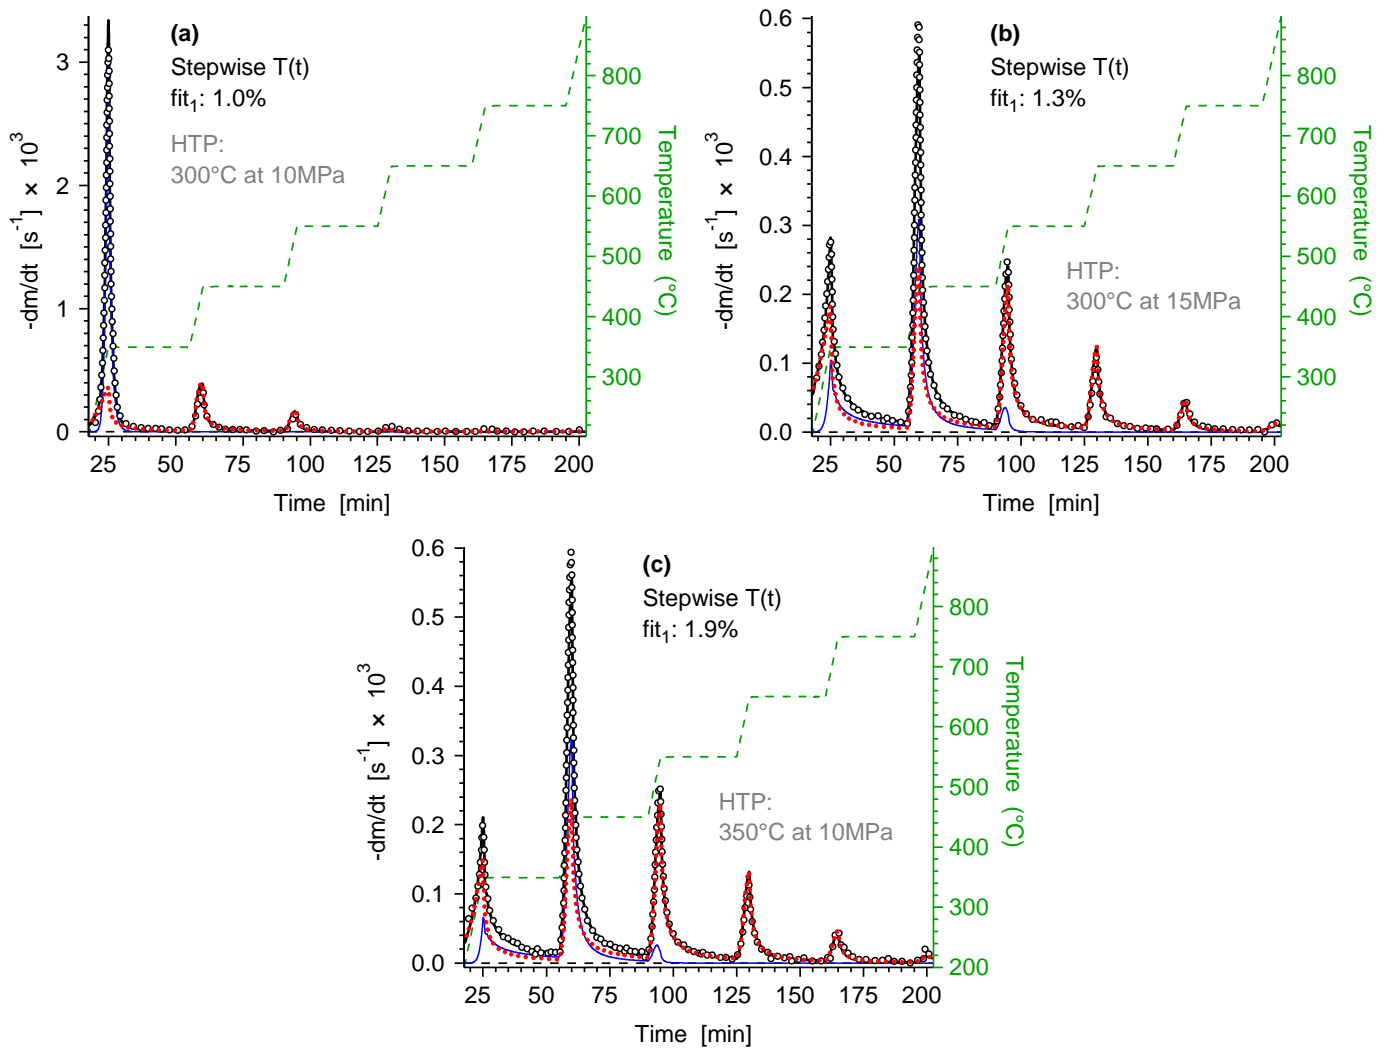 (a)
Stepwise T(t)
fit1: 1.0%
HTP:
300°C at 10MPa
-dm/dt [s-1] × 103
3
2
1
0
25
50
75
100
125
150
175
200
Time [min]
800
700
600
500
400
300
Temperature (°C)
(b)
Stepwise T(t)
fit1: 1.3%
HTP:
300°C at 15MPa
-dm/dt [s-1] × 103
0.6
0.5
0.4
0.3
0.2
0.1
0.0
25
50
75
100
125
150
175
200
Time [min]
800
700
600
500
400
300
Temperature (°C)
(c)
Stepwise T(t)
fit1: 1.9%
HTP:
350°C at 10MPa
-dm/dt [s-1] × 103
0.6
0.5
0.4
0.3
0.2
0.1
0.0
25
50
75
100
125
150
175
200
Time [min]
800
700
600
500
400
300
200
Temperature (°C)